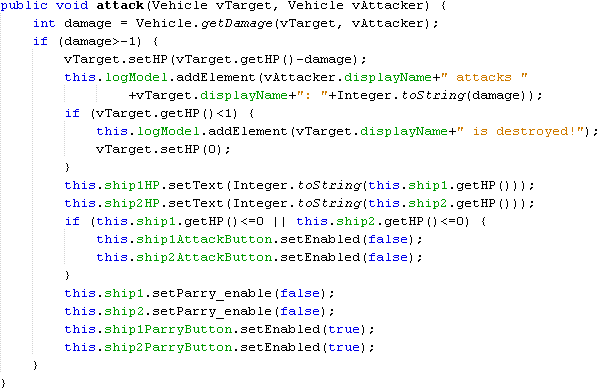 public void attack(Vehicle vTarget, Vehicle vAttacker) {
    int damage = Vehicle.getDamage(vTarget, vAttacker);
    if (damage>-1) {
        vTarget.setHP(vTarget.getHP()-damage);
        this.logModel.addElement(vAttacker.displayName+" attacks "
                +vTarget.displayName+": "+Integer.toString(damage));
        if (vTarget.getHP()<1) {
            this.logModel.addElement(vTarget.displayName+" is destroyed!");
            vTarget.setHP(0);
        }
        this.ship1HP.setText(Integer.toString(this.ship1.getHP()));
        this.ship2HP.setText(Integer.toString(this.ship2.getHP()));
        if (this.ship1.getHP()<=0 || this.ship2.getHP()<=0) {
            this.ship1AttackButton.setEnabled(false);
            this.ship2AttackButton.setEnabled(false);
        }
        this.ship1.setParry_enable(false);
        this.ship2.setParry_enable(false);
        this.ship1ParryButton.setEnabled(true);
        this.ship2ParryButton.setEnabled(true);
    }
}